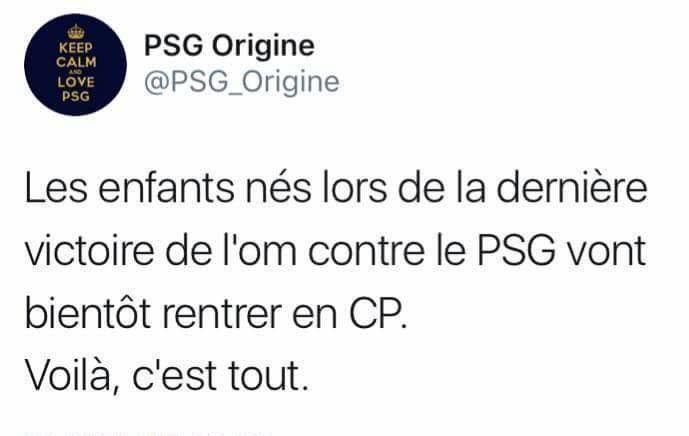 KEEP
CALM
AND
LOVE
PSG
PSG Origine
@PSG_Origine
Les enfants nés lors de la dernière
victoire de l'om contre le PSG vont
bientôt rentrer en CP.
Voilà, c'est tout.